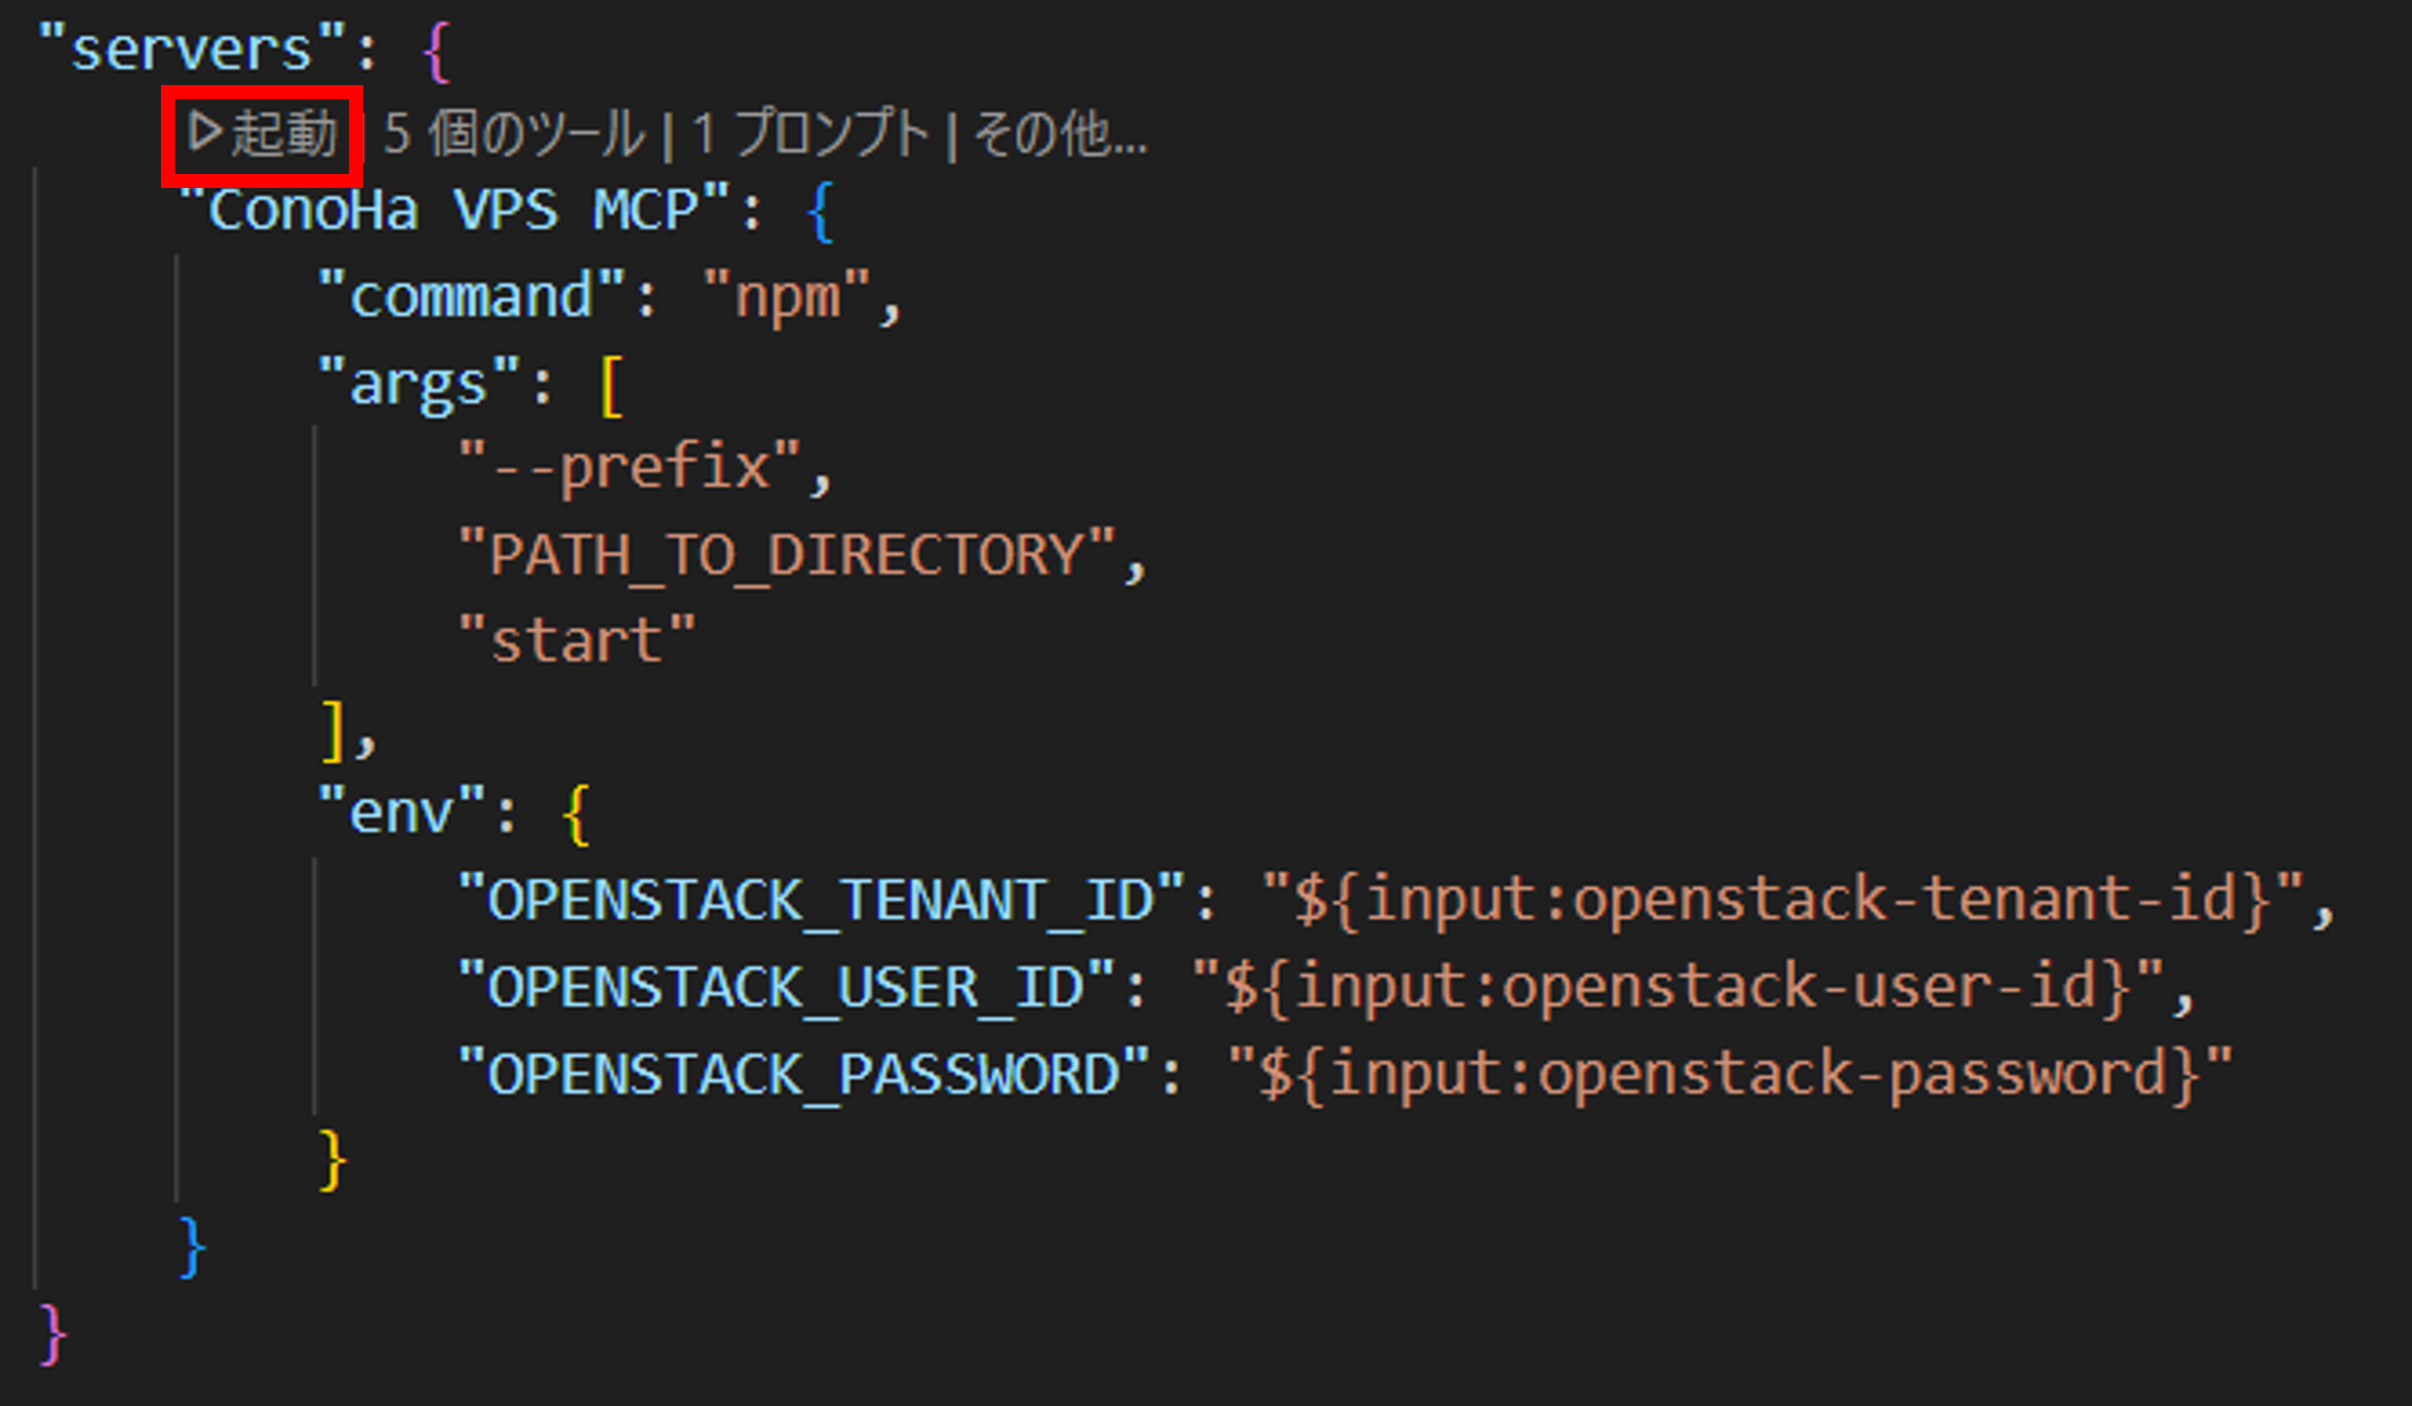 "servers": {
▷起動 | 5 個のツール | 1 プロンプト | その他...
"ConoHa VPS MCP": {
"command": "npm",
"args": [
"--prefix",
"PATH_TO_DIRECTORY",
"start"
],
"env": {
"OPENSTACK_TENANT_ID": "${input:openstack-tenant-id}",
"OPENSTACK_USER_ID": "${input:openstack-user-id}",
"OPENSTACK_PASSWORD": "${input:openstack-password}"
}
}
}